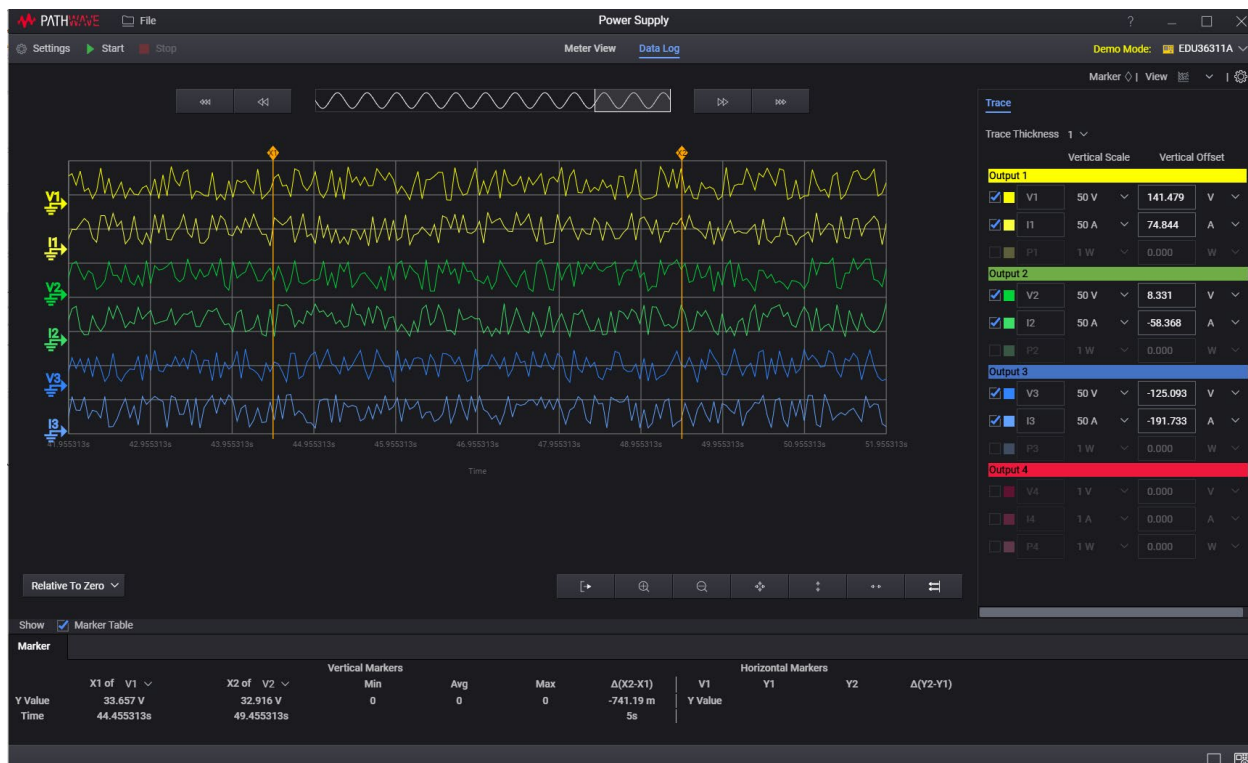 PATHWAVE File Power Supply ?
Settings Start Stop Meter View Data Log Demo Mode: EDU36311A
Marker | View |
Trace
Trace Thickness 1
Vertical Scale Vertical Offset
Output 1
V1 50 V 141.479 V
I1 50 A 74.844 A
P1 1 W 0.000 W
Output 2
V2 50 V 8.331 V
I2 50 A -58.368 A
P2 1 W 0.000 W
Output 3
V3 50 V -125.093 V
I3 50 A -191.733 A
P3 1 W 0.000 W
Output 4
V4 1 V 0.000 V
I4 1 A 0.000 A
P4 1 W 0.000 W
X1 X2
V1
I1
V2
I2
V3
I3
41.955313s 42.955313s 43.955313s 44.955313s 45.955313s 46.955313s 47.955313s 48.955313s 49.955313s 50.955313s 51.955313s
Time
Relative To Zero
Show Marker Table
Marker
Vertical Markers Horizontal Markers
X1 of V1 X2 of V2 Min Avg Max Δ(X2-X1) V1 Y1 Y2 Δ(Y2-Y1)
Y Value 33.657 V 32.916 V 0 0 0 -741.19 m Y Value
Time 44.455313s 49.455313s 5s